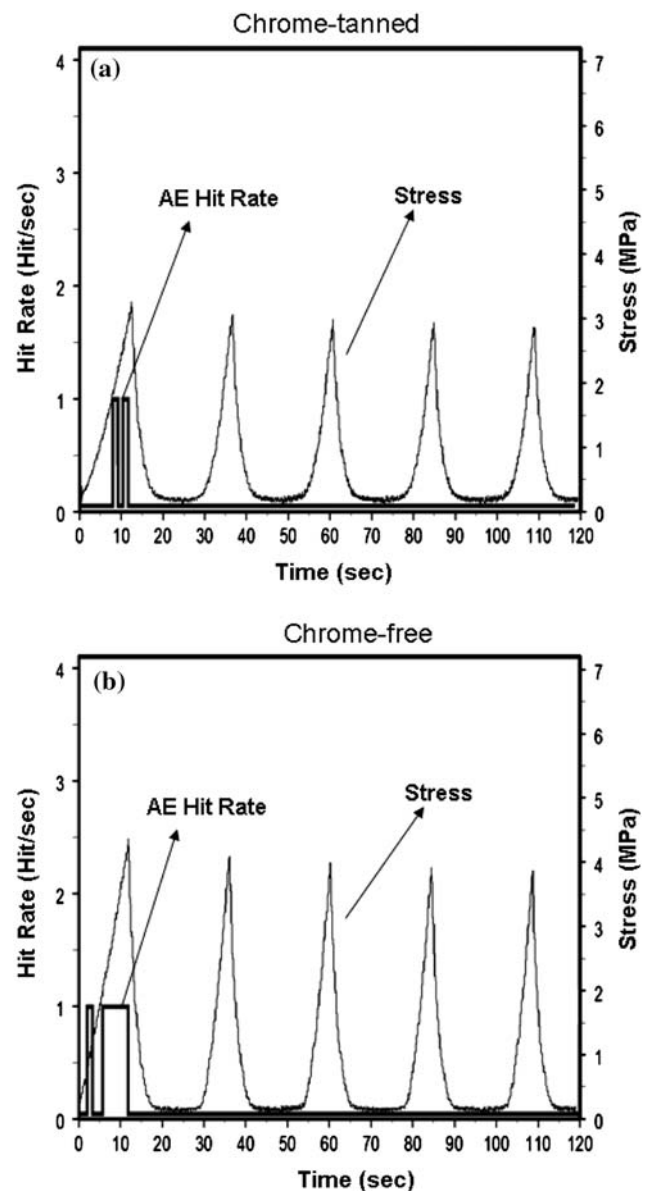 Chrome-tanned
(a)
4
3
2
1
0
Hit Rate (Hit/sec)
AE Hit Rate
Stress
7
6
5
4
3
2
1
0
Stress (MPa)
0 10 20 30 40 50 60 70 80 90 100 110 120
Time (sec)
Chrome-free
(b)
4
3
2
1
0
Hit Rate (Hit/sec)
AE Hit Rate
Stress
7
6
5
4
3
2
1
0
Stress (MPa)
0 10 20 30 40 50 60 70 80 90 100 110 120
Time (sec)